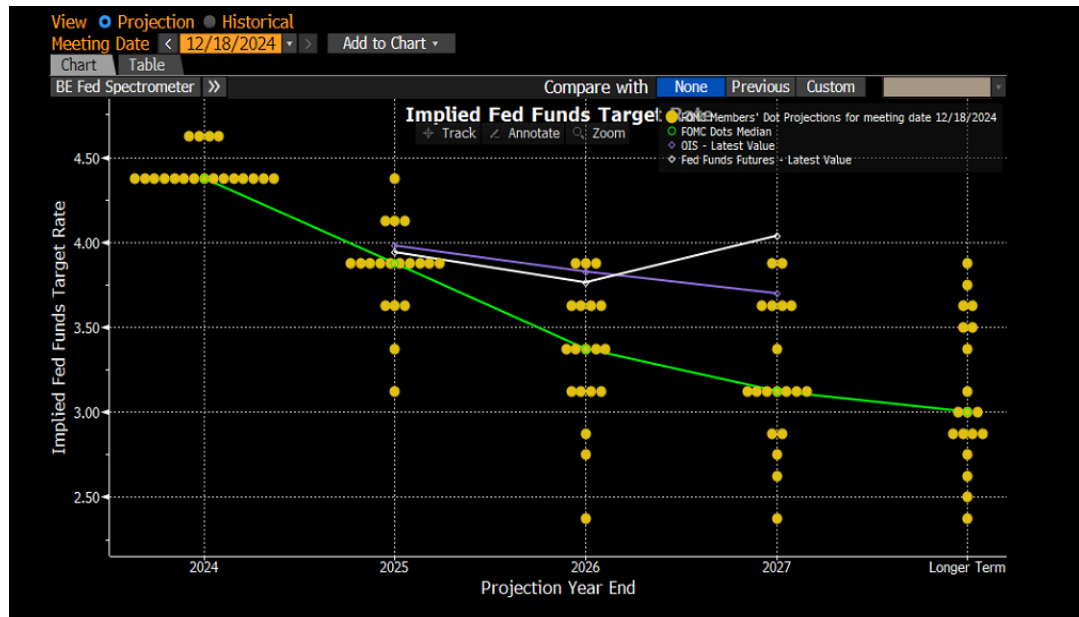 View Projection Historical
Meeting Date < 12/18/2024 > Add to Chart
Chart Table
BE Fed Spectrometer » Compare with None Previous Custom
Implied Fed Funds Target Rate
Track Annotate Zoom
FOMC Members' Dot Projections for meeting date 12/18/2024
FOMC Dots Median
OIS - Latest Value
Fed Funds Futures - Latest Value
Implied Fed Funds Target Rate
4.50
4.00
3.50
3.00
2.50
2024 2025 2026 2027 Longer Term
Projection Year End